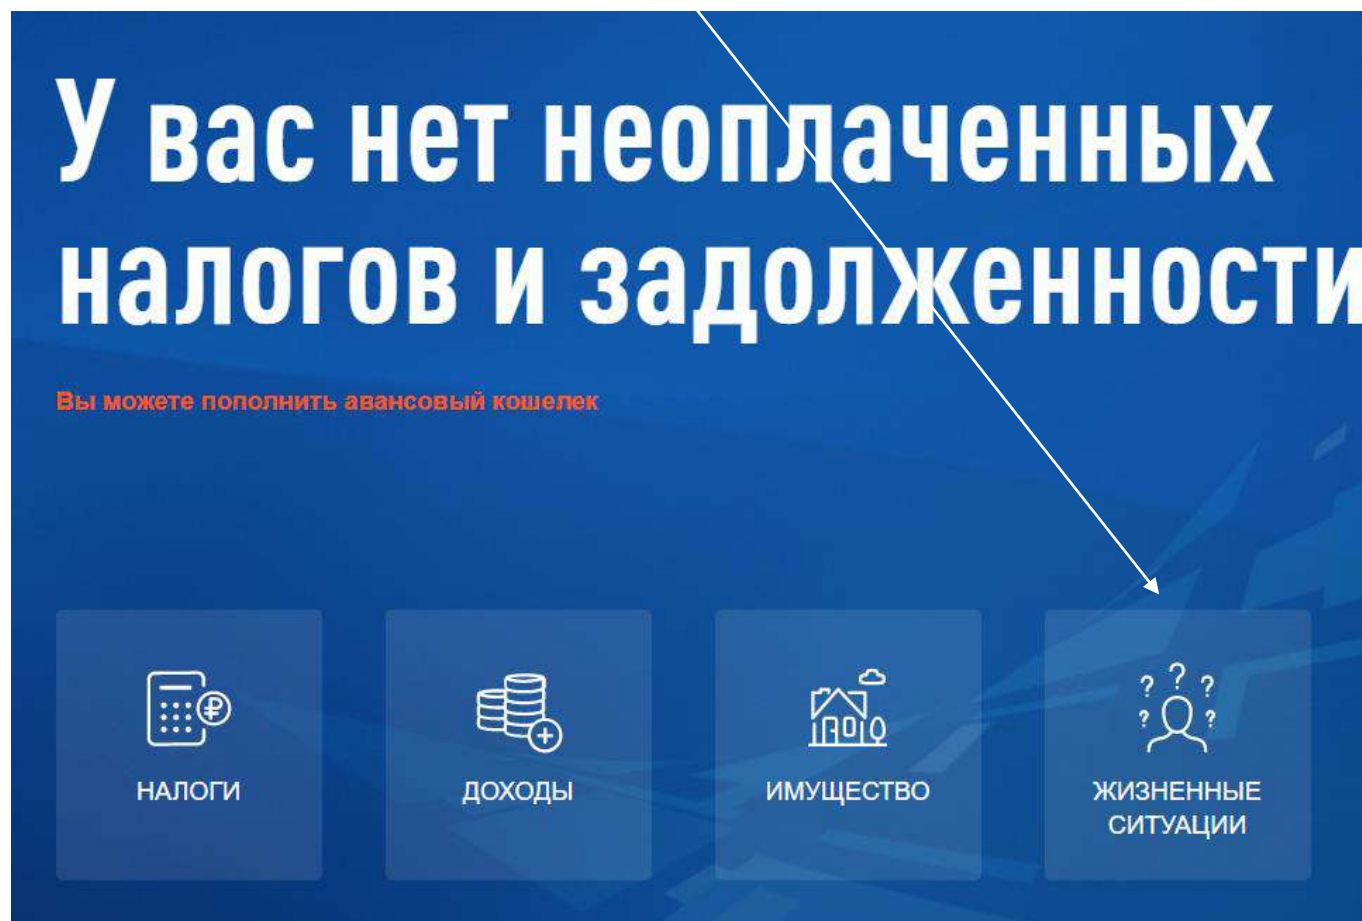 У вас нет неоплаченных
налогов и задолженности
Вы можете пополнить авансовый кошелек
НАЛОГИ
ДОХОДЫ
ИМУЩЕСТВО
ЖИЗНЕННЫЕ
СИТУАЦИИ